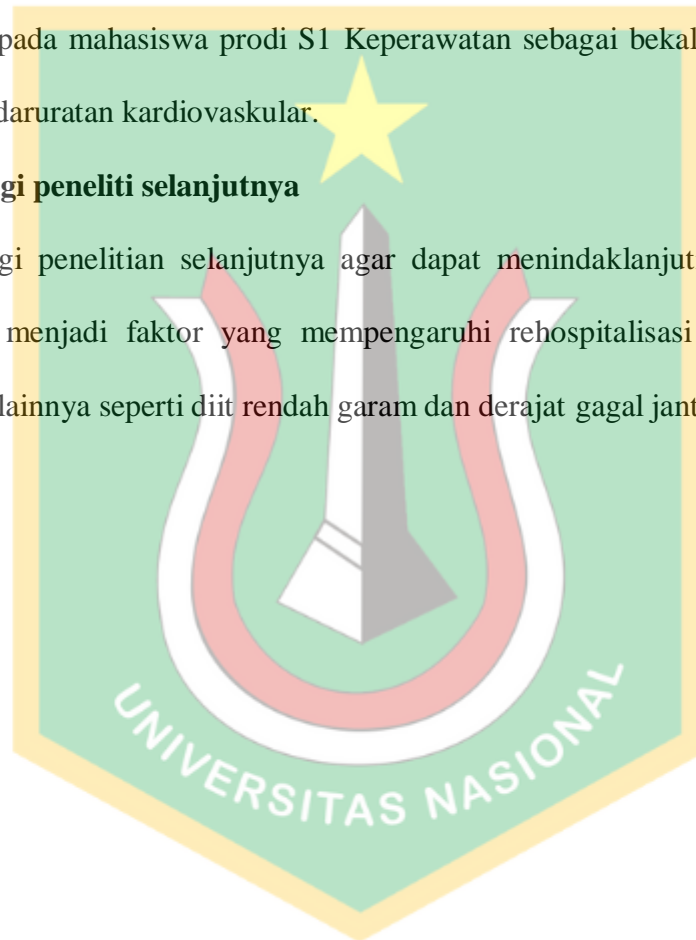 pada mahasiswa prodi S1 Keperawatan sebagai bekal
daruratan kardiovaskular.
gi peneliti selanjutnya
gi penelitian selanjutnya agar dapat menindaklanjut
menjadi faktor yang mempengaruhi rehospitalisasi
lainnya seperti diit rendah garam dan derajat gagal jant
UNIVERSITAS NASIONAL